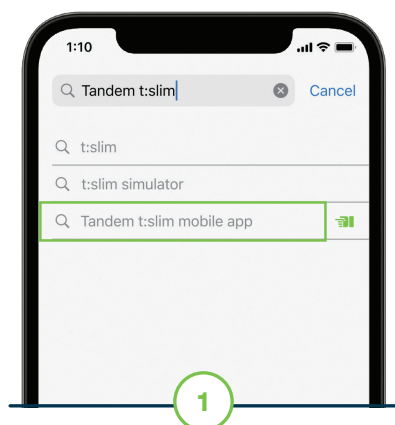 1:10
Tandem t:slim
Cancel
t:slim
t:slim simulator
Tandem t:slim mobile app
1